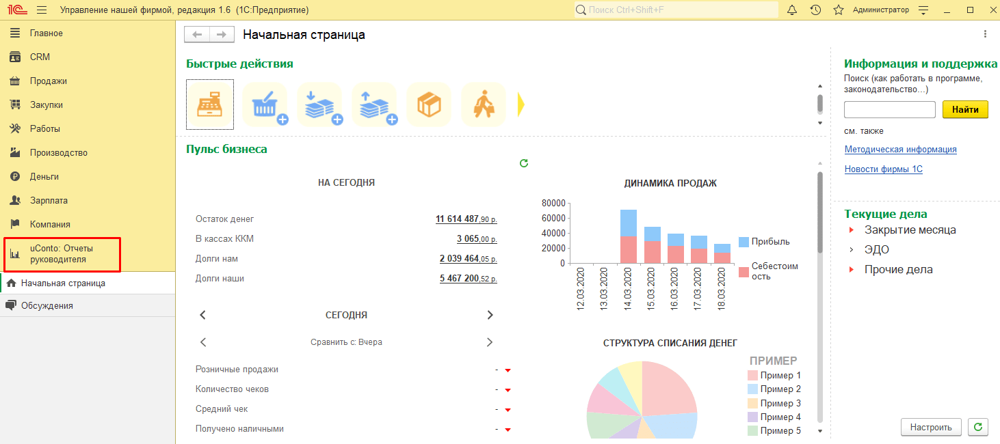 1С Управление нашей фирмой, редакция 1.6 (1С:Предприятие)
Поиск Ctrl+Shift+F
Администратор
Главное
CRM
Продажи
Закупки
Работы
Производство
Деньги
Зарплата
Компания
uConto: Отчеты
руководителя
Начальная страница
Обсуждения
Начальная страница
Быстрые действия
Пульс бизнеса
НА СЕГОДНЯ
Остаток денег 11 614 487,90 р.
В кассах ККМ 3 065,00 р.
Долги нам 2 039 464,05 р.
Долги наши 5 467 200,52 р.
СЕГОДНЯ
Сравнить с: Вчера
Розничные продажи -
Количество чеков -
Средний чек -
Получено наличными -
ДИНАМИКА ПРОДАЖ
80000
60000
40000
20000
0
12.03.2020
13.03.2020
14.03.2020
15.03.2020
16.03.2020
17.03.2020
18.03.2020
Прибыль
Себестоим
ость
СТРУКТУРА СПИСАНИЯ ДЕНЕГ
ПРИМЕР
Пример 1
Пример 2
Пример 3
Пример 4
Пример 5
Информация и поддержка
Поиск (как работать в программе,
законодательство...)
Найти
см. также
Методическая информация
Новости фирмы 1С
Текущие дела
Закрытие месяца
ЭДО
Прочие дела
Настроить